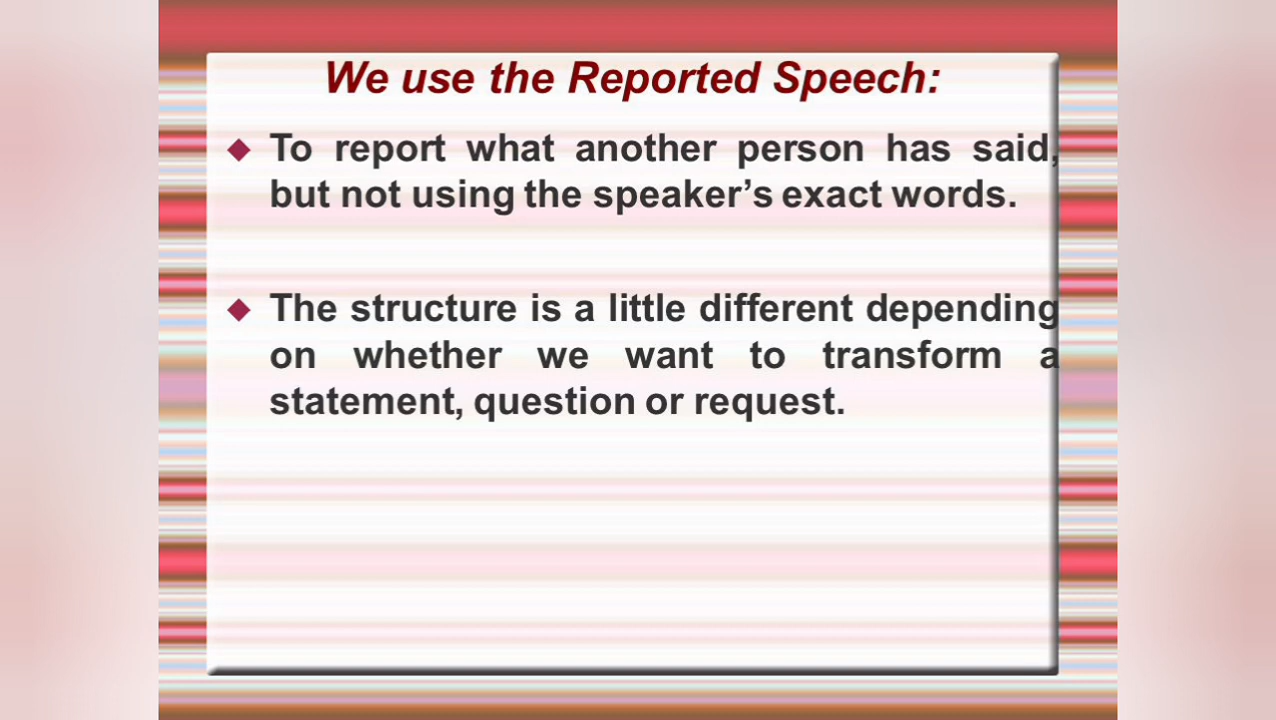 We use the Reported Speech:
To report what another person has said,
but not using the speaker’s exact words.
The structure is a little different depending
on whether we want to transform a
statement, question or request.